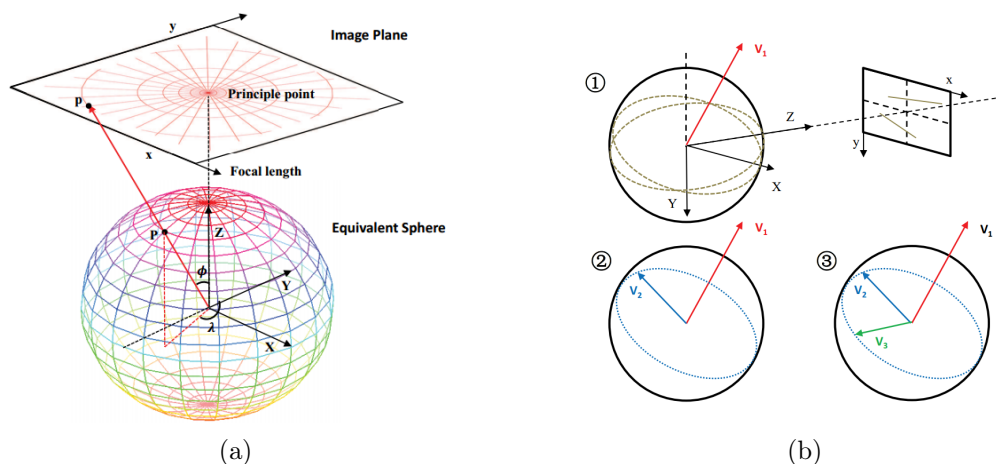 y
Image Plane
Principle point
p
x
Focal length
Equivalent Sphere
Z
p
ϕ
Y
λ
X
(a)
①
V₁
x
Z
y
X
Y
②
V₁
V₂
③
V₁
V₂
V₃
(b)